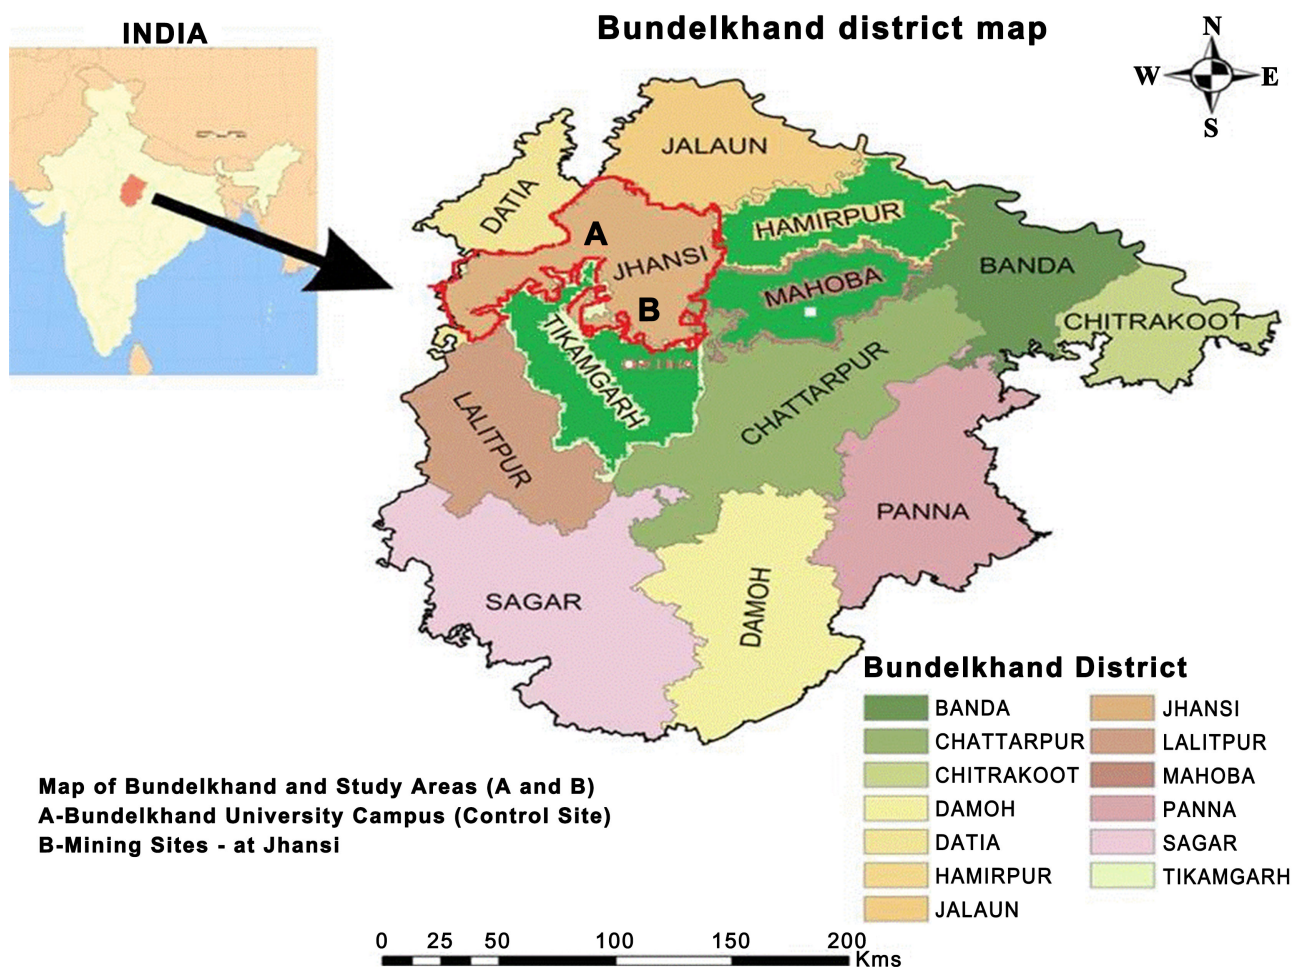 INDIA
Bundelkhand district map
N
W
E
S
JALAUN
DATIA
HAMIRPUR
A
JHANSI
BANDA
MAHOBA
B
CHITRAKOOT
TIKAMGARH
CHATTARPUR
LALITPUR
PANNA
SAGAR
DAMOH
Bundelkhand District
BANDA
CHATTARPUR
CHITRAKOOT
DAMOH
DATIA
HAMIRPUR
JALAUN
JHANSI
LALITPUR
MAHOBA
PANNA
SAGAR
TIKAMGARH
Map of Bundelkhand and Study Areas (A and B)
A-Bundelkhand University Campus (Control Site)
B-Mining Sites - at Jhansi
0 25 50 100 150 200
Kms